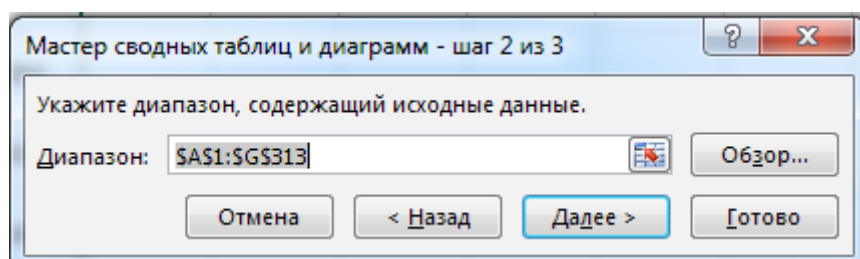 Мастер сводных таблиц и диаграмм - шаг 2 из 3
Укажите диапазон, содержащий исходные данные.
Диапазон: $A$1:$G$313 Обзор...
Отмена < Назад Далее > Готово